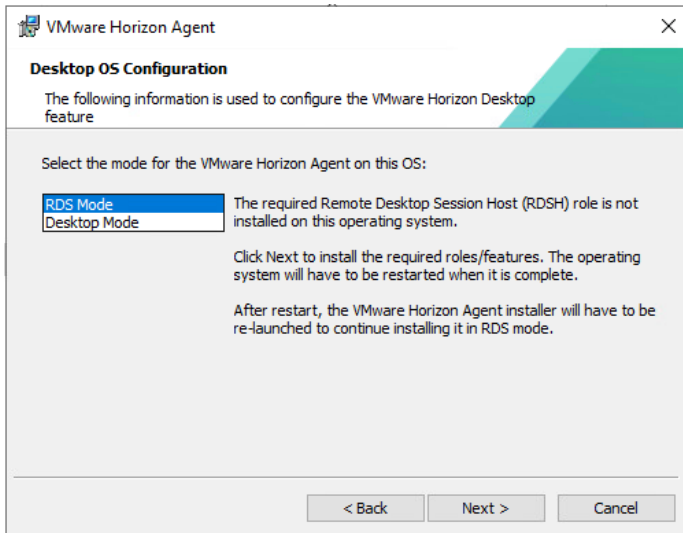 VMware Horizon Agent
Desktop OS Configuration
The following information is used to configure the VMware Horizon Desktop
feature
Select the mode for the VMware Horizon Agent on this OS:
RDS Mode
Desktop Mode
The required Remote Desktop Session Host (RDSH) role is not
installed on this operating system.
Click Next to install the required roles/features. The operating
system will have to be restarted when it is complete.
After restart, the VMware Horizon Agent installer will have to be
re-launched to continue installing it in RDS mode.
< Back
Next >
Cancel